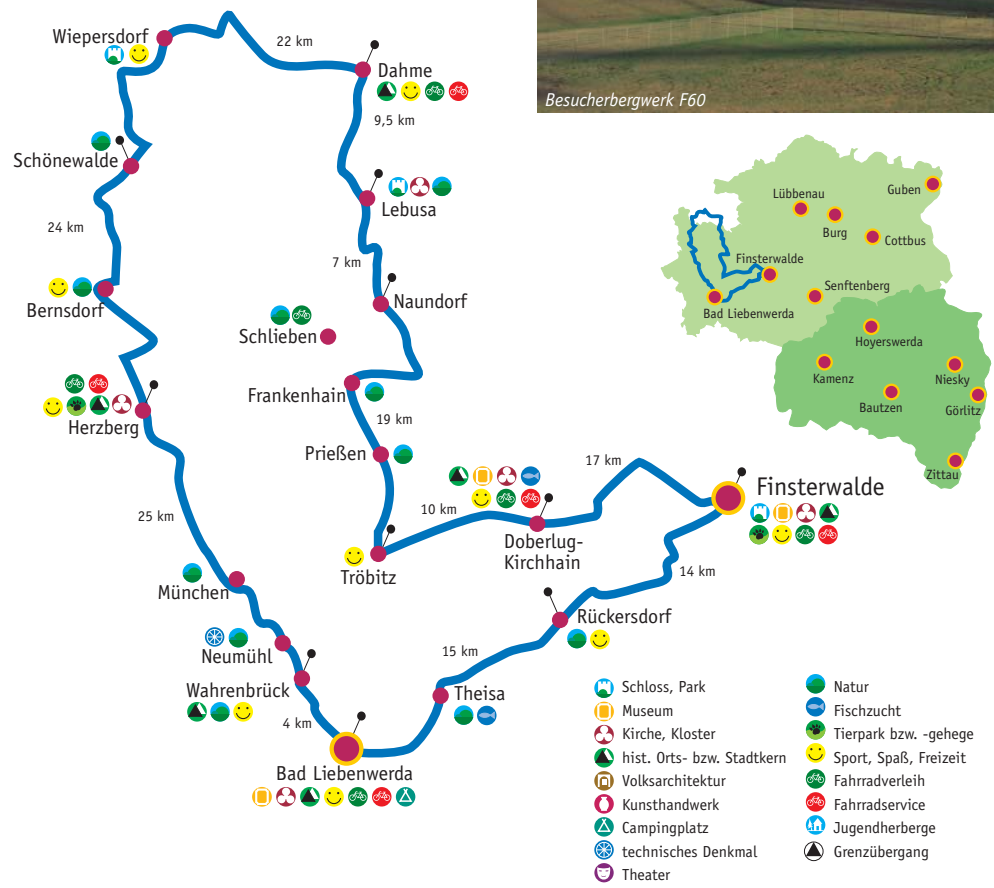 Besucherbergwerk F60
Wiepersdorf
22 km
Dahme
9,5 km
Schönewalde
Lebusa
24 km
7 km
Bernsdorf
Naundorf
Schlieben
Frankenhain
19 km
Herzberg
Prießen
25 km
10 km
17 km
Finsterwalde
Doberlug-
Kirchhain
Tröbitz
14 km
München
Rückersdorf
Neumühl
15 km
Wahrenbrück
Theisa
4 km
Bad Liebenwerda
Guben
Lübbenau
Burg
Cottbus
Finsterwalde
Senftenberg
Bad Liebenwerda
Hoyerswerda
Kamenz
Niesky
Bautzen
Görlitz
Zittau
Schloss, Park
Museum
Kirche, Kloster
hist. Orts- bzw. Stadtkern
Volksarchitektur
Kunsthandwerk
Campingplatz
technisches Denkmal
Theater
Natur
Fischzucht
Tierpark bzw. -gehege
Sport, Spaß, Freizeit
Fahrradverleih
Fahrradservice
Jugendherberge
Grenzübergang